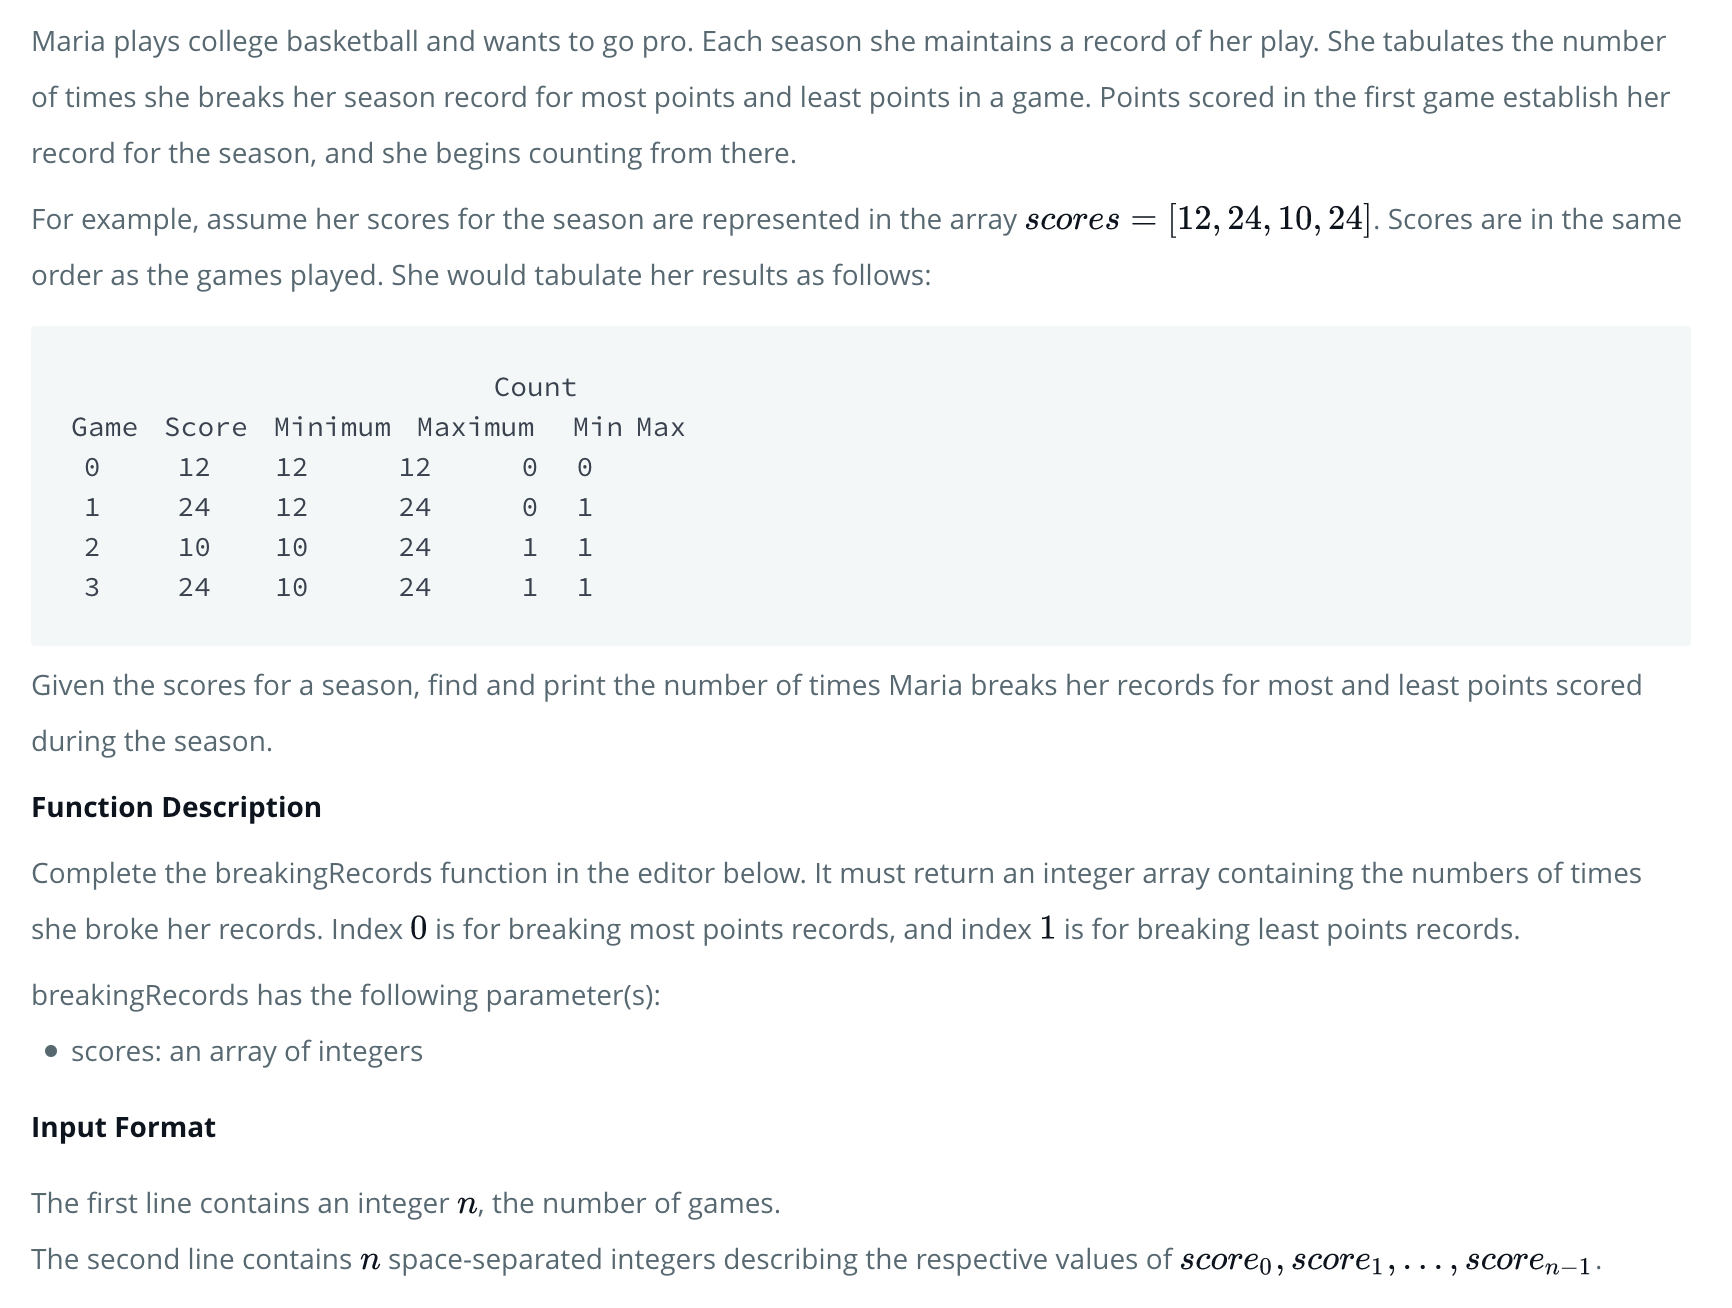 Maria plays college basketball and wants to go pro. Each season she maintains a record of her play. She tabulates the number
of times she breaks her season record for most points and least points in a game. Points scored in the first game establish her
record for the season, and she begins counting from there.
For example, assume her scores for the season are represented in the array scores = [12, 24, 10, 24]. Scores are in the same
order as the games played. She would tabulate her results as follows:
Count
Game Score Minimum Maximum Min Max
0 12 12 12 0 0
1 24 12 24 0 1
2 10 10 24 1 1
3 24 10 24 1 1
Given the scores for a season, find and print the number of times Maria breaks her records for most and least points scored
during the season.
Function Description
Complete the breakingRecords function in the editor below. It must return an integer array containing the numbers of times
she broke her records. Index 0 is for breaking most points records, and index 1 is for breaking least points records.
breakingRecords has the following parameter(s):
• scores: an array of integers
Input Format
The first line contains an integer n, the number of games.
The second line contains n space-separated integers describing the respective values of score₀, score₁, . . . , scoreₙ₋₁.